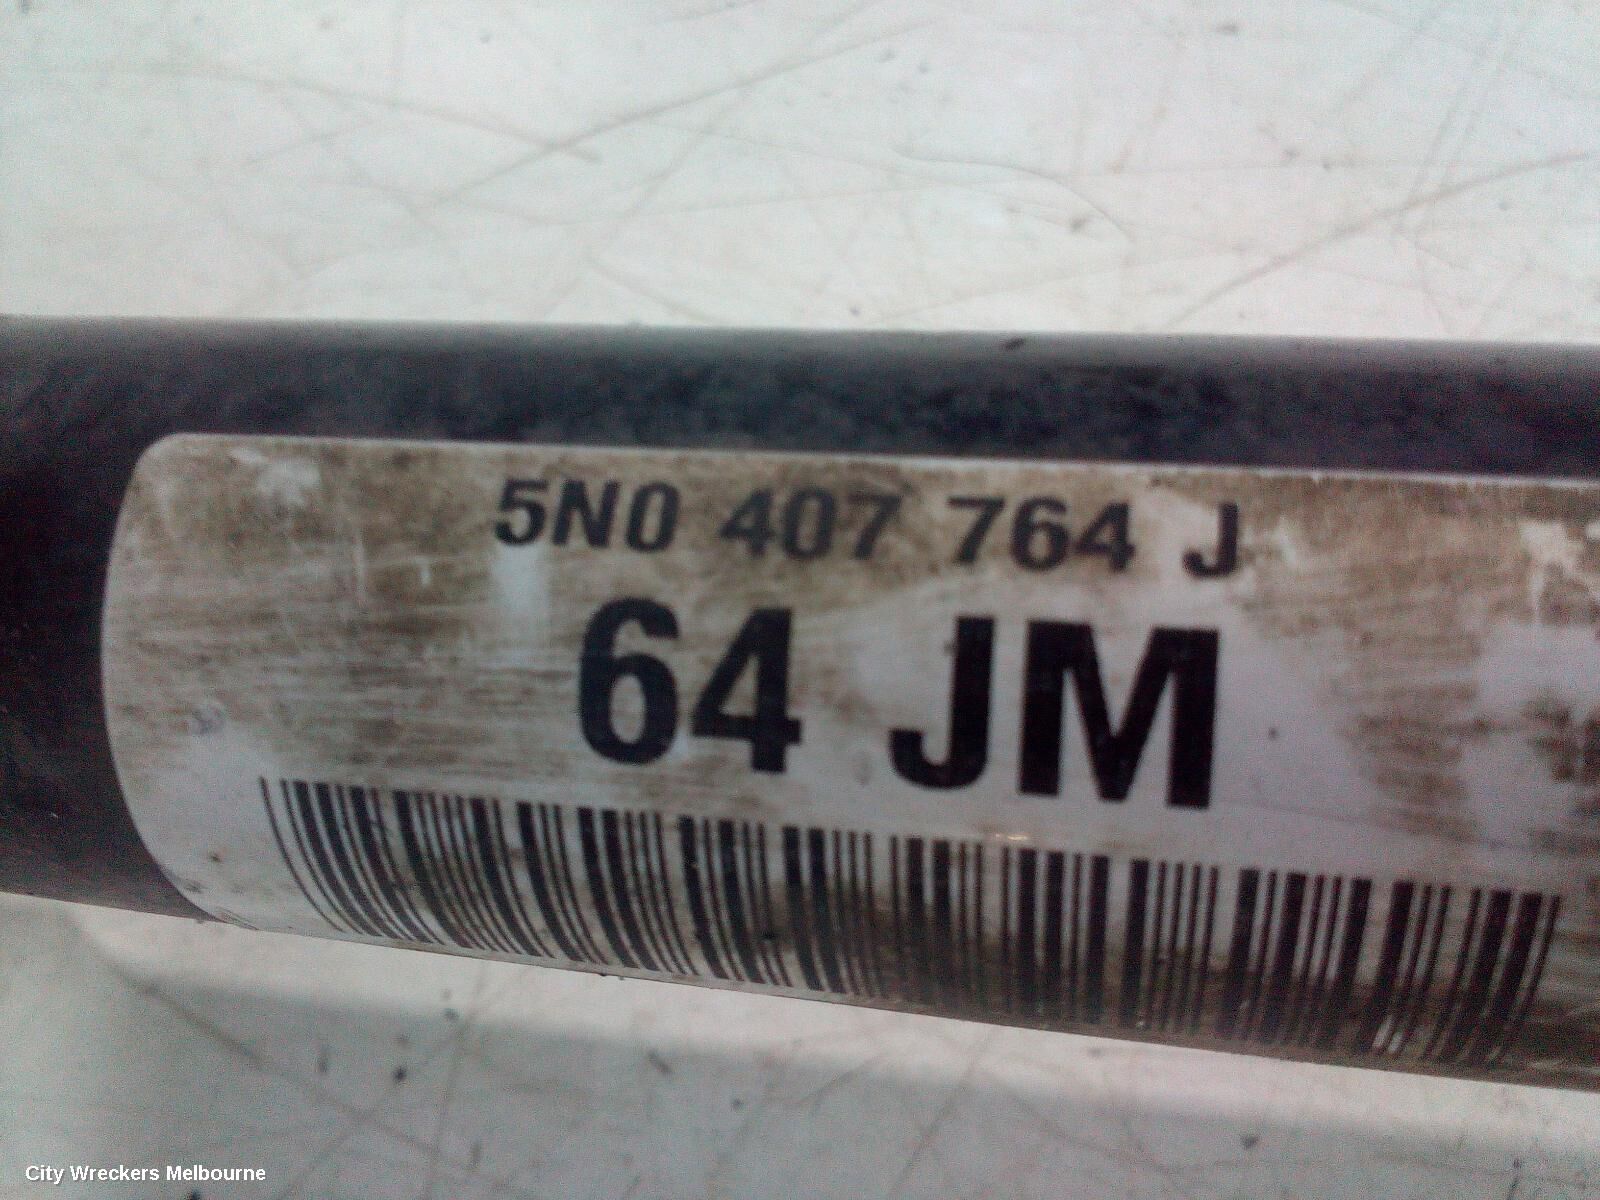 5N0 407 764 J
64 JM
City Wreckers Melbourne